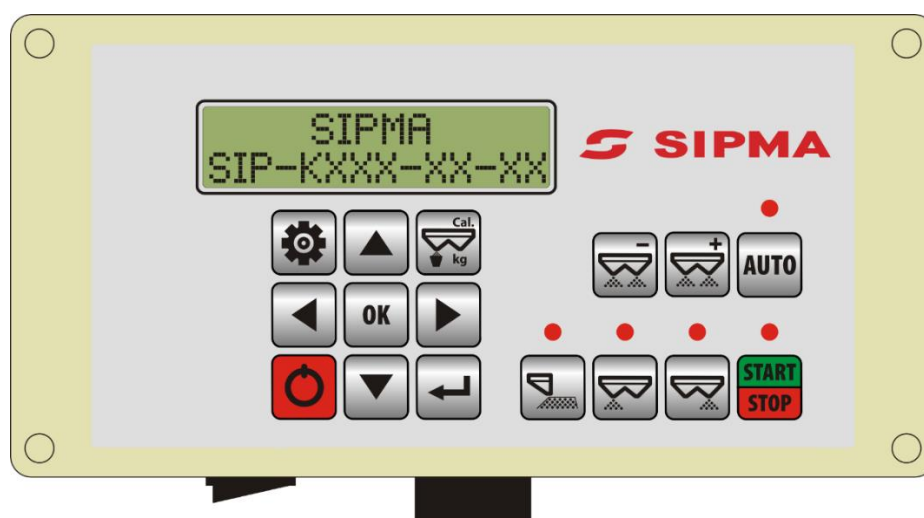 SIPMA
SIP-KXXX-XX-XX
SIPMA
Cal.
kg
- +
AUTO
OK
START
STOP